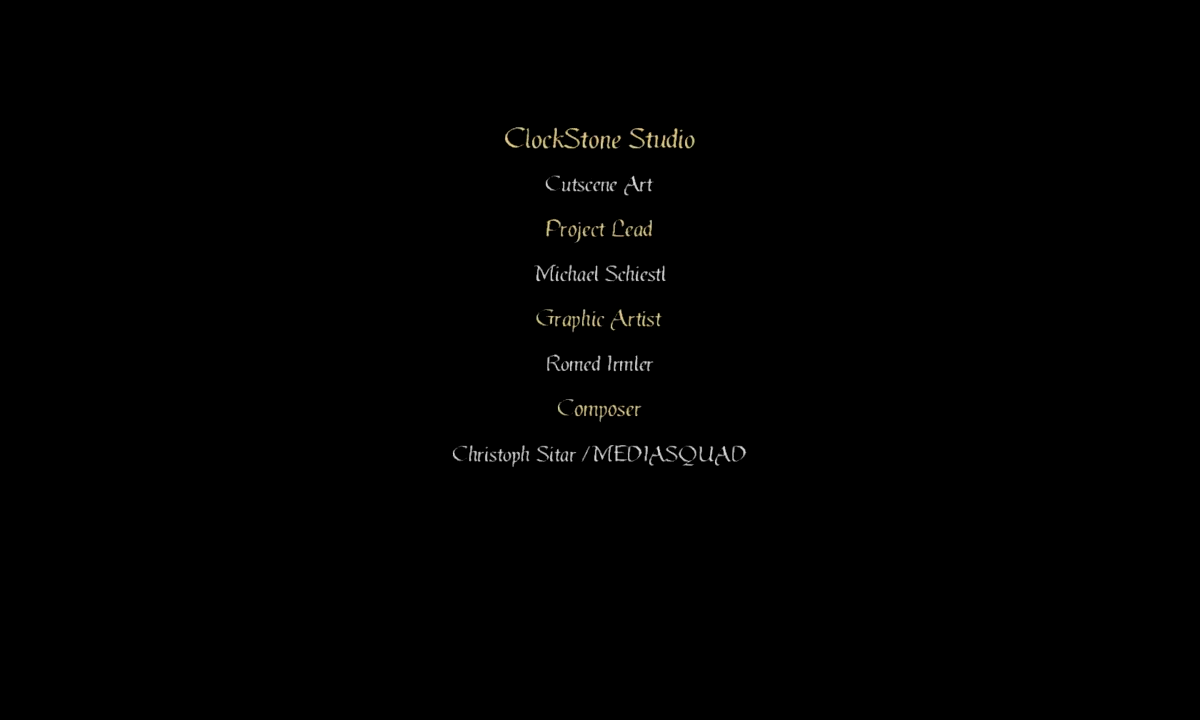 ClockStone Studio
Cutscene Art
Project Lead
Michael Schiestl
Graphic Artist
Romed Irmler
Composer
Christoph Sitar / MEDIASQUAD